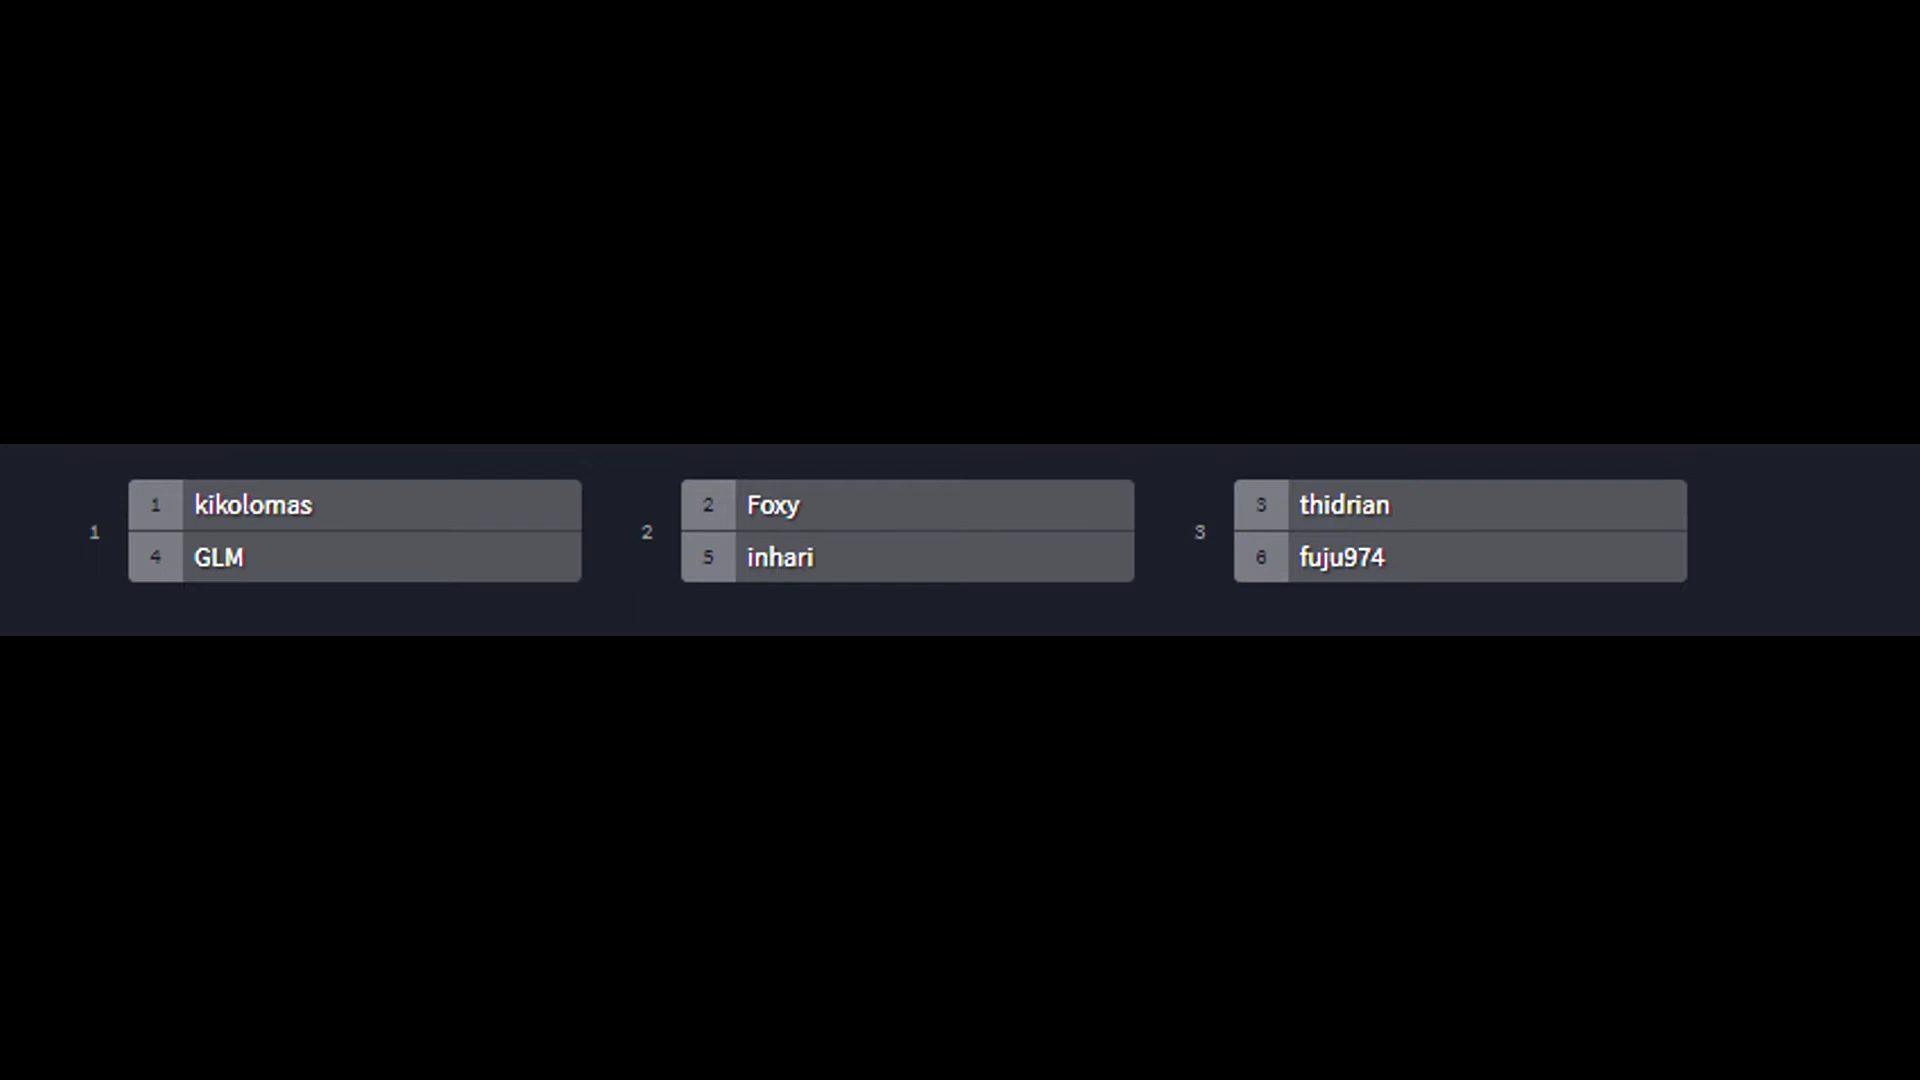 1
1 kikolomas
4 GLM
2
2 Foxy
5 inhari
3
3 thidrian
6 fuju974